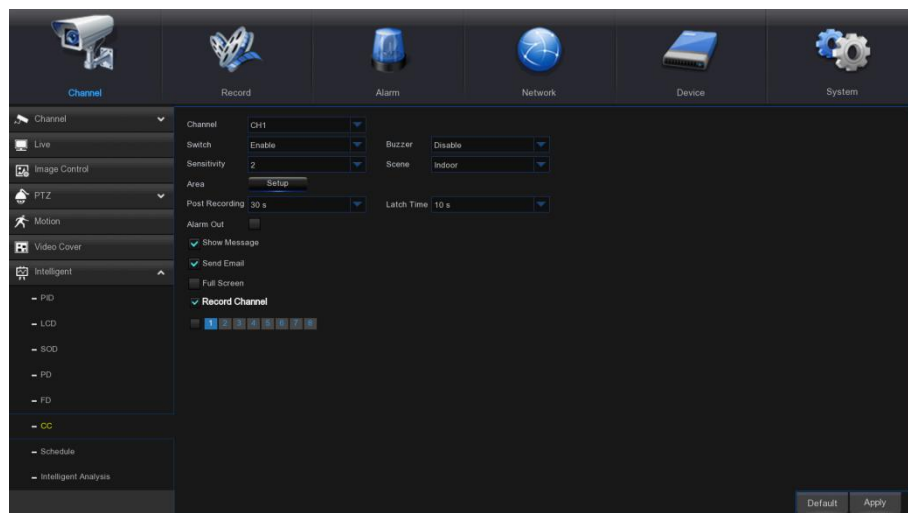 Channel Record Alarm Network Device System
Channel
Live
Image Control
PTZ
Motion
Video Cover
Intelligent
PID
LCD
SOD
PD
FD
CC
Schedule
Intelligent Analysis
Channel CH1
Switch Enable Buzzer Disable
Sensitivity 2 Scene Indoor
Area Setup
Post Recording 30 s Latch Time 10 s
Alarm Out
Show Message
Send Email
Full Screen
Record Channel
1 2 3 4 5 6 7 8
Default Apply